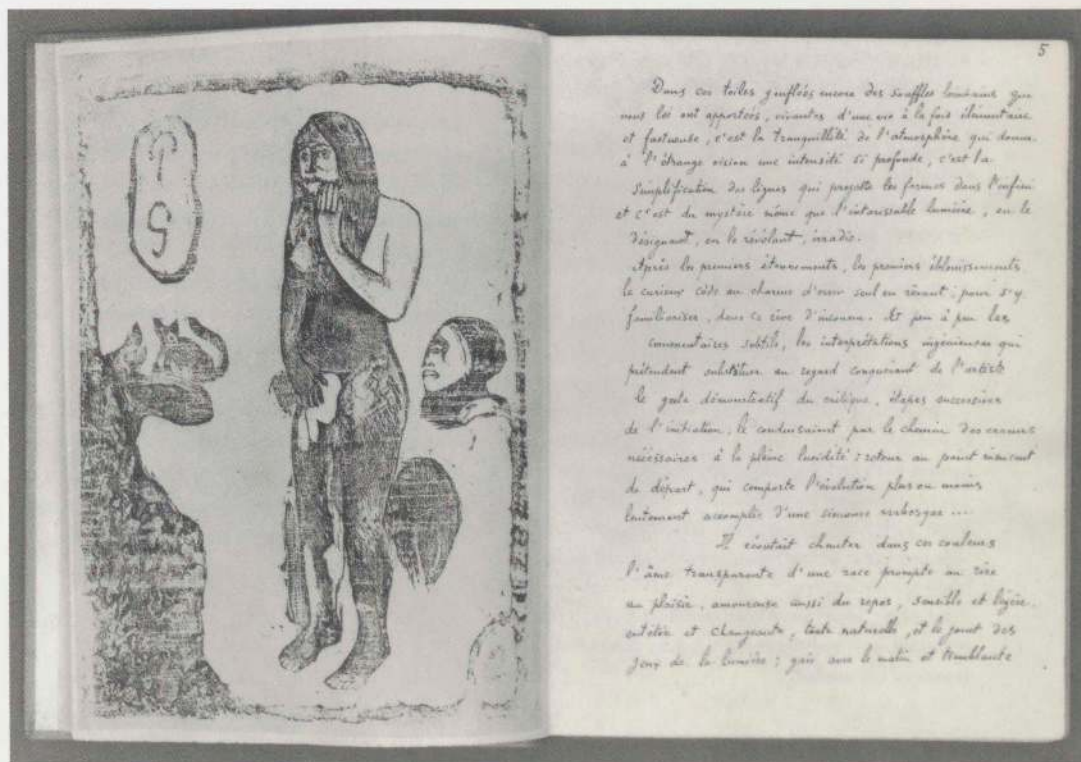 5
Dans ces toiles gonflées encore des souffles lointains qui
nous les ont apportées, vivantes d'une vie à la fois élémentaire
et fastueuse, c'est la tranquillité de l'atmosphère qui donne
à l'étrange vision une intensité si profonde, c'est la
simplification des lignes qui projette les formes dans l'infini
et c'est du mystère même que l'intarissable lumière, en le
désignant, en le révélant, irradie.
Après les premiers étonnements, les premiers éblouissements
le curieux cède au charme d'errer seul en rêvant, pour s'y
familiariser, dans ce rêve d'inconnu. Et peu à peu les
commentaires subtils, les interprétations ingénieuses qui
prétendent substituer au regard conquérant de l'artiste
le geste démonstratif du critique, étapes successives
de l'initiation, le conduisaient par le chemin des erreurs
nécessaires à la pleine lucidité : retour au point
de départ, qui comporte l'évolution plus ou moins
lentement accomplie d'une
Il écoutait chanter dans ces couleurs
l'âme transparente d'une race prompte au rire
au plaisir, amoureuse aussi du repos, sensible et légère,
entêtée et changeante, toute naturelle, et le jouet des
jeux de la lumière : gaie avec le matin et tremblante